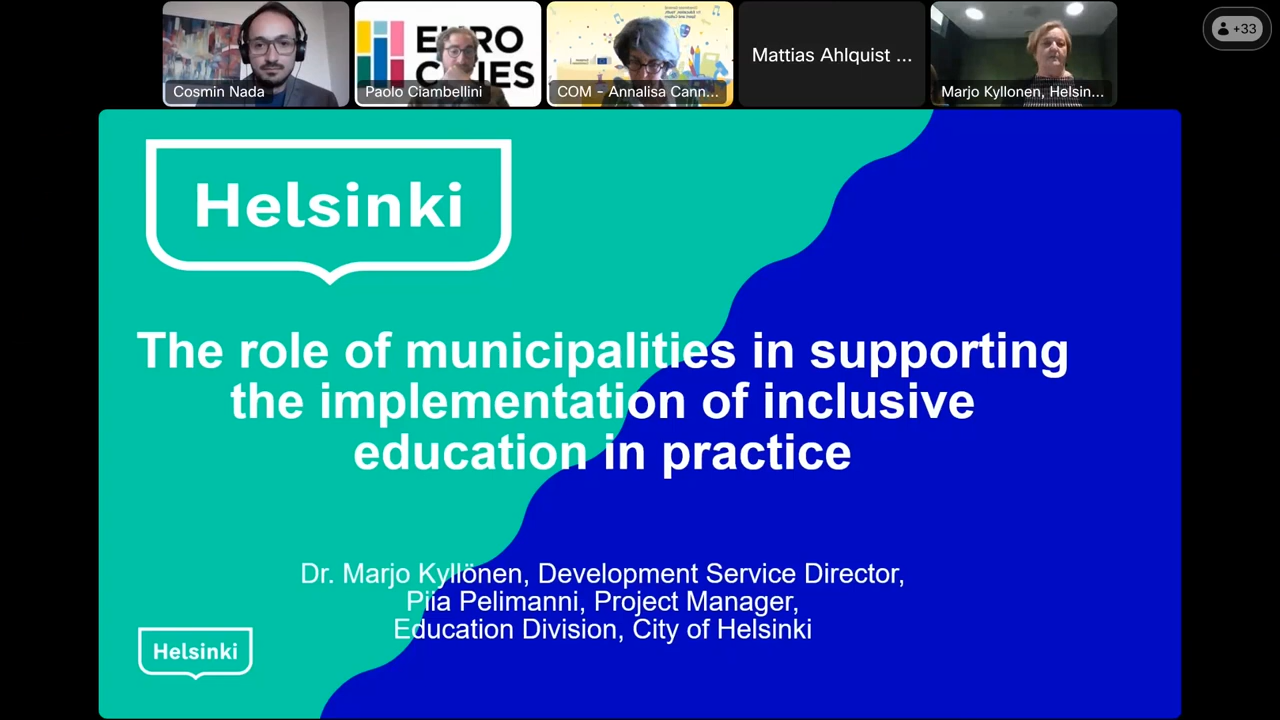 EURO
CITIES
Cosmin Nada
Paolo Ciambellini
COM - Annalisa Cann...
Mattias Ahlquist ...
Marjo Kyllonen, Helsin...
+33
Helsinki
The role of municipalities in supporting
the implementation of inclusive
education in practice
Dr. Marjo Kyllönen, Development Service Director,
Piia Pelimanni, Project Manager,
Education Division, City of Helsinki
Helsinki